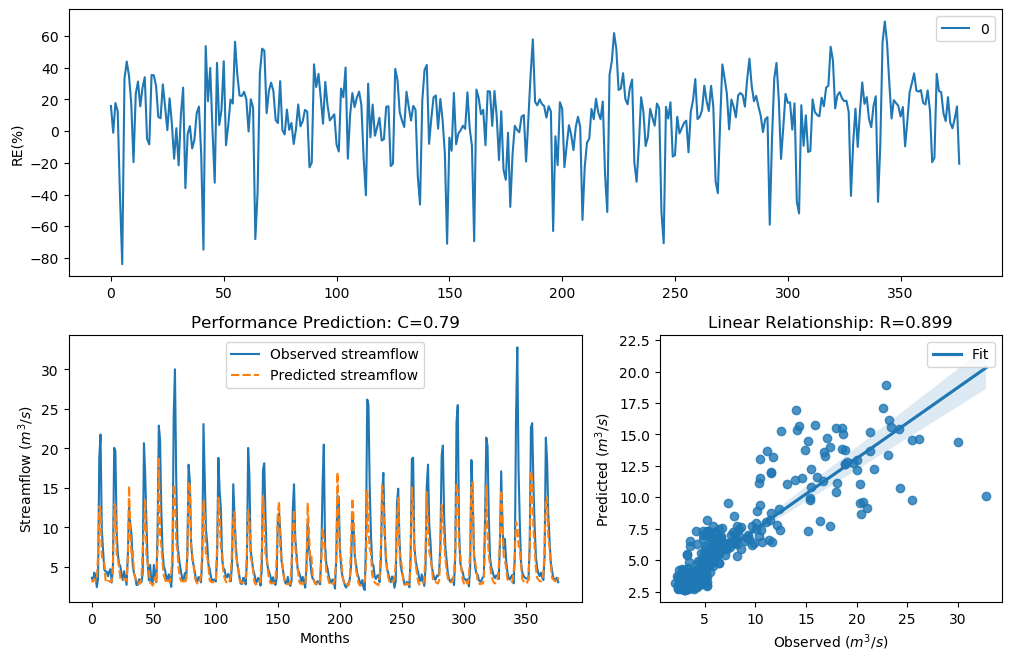 60
40
20
0
−20
−40
−60
−80
RE(%)
0
0 50 100 150 200 250 300 350
Performance Prediction: C=0.79
Observed streamflow
Predicted streamflow
30
25
20
15
10
5
Streamflow (m³/s)
0 50 100 150 200 250 300 350
Months
Linear Relationship: R=0.899
Fit
22.5
20.0
17.5
15.0
12.5
10.0
7.5
5.0
2.5
Predicted (m³/s)
5 10 15 20 25 30
Observed (m³/s)